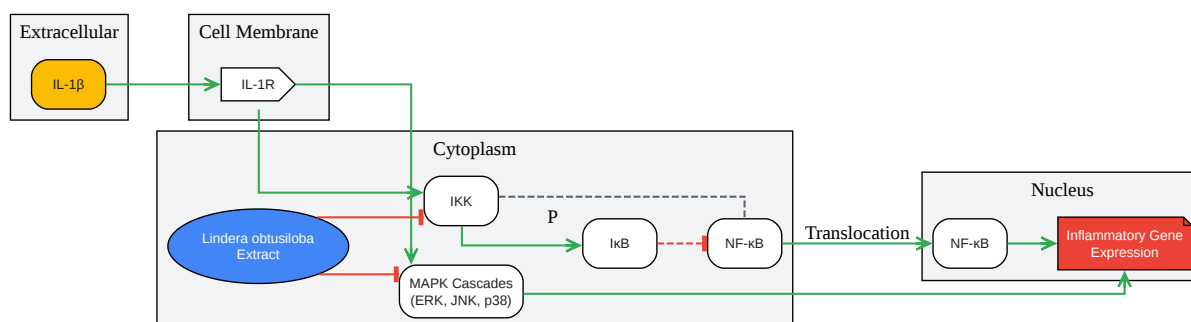 Extracellular
Cell Membrane
IL-1β
IL-1R
Cytoplasm
IKK
P
Lindera obtusiloba
Extract
IκB
NF-κB
MAPK Cascades
(ERK, JNK, p38)
Translocation
Nucleus
NF-κB
Inflammatory Gene
Expression